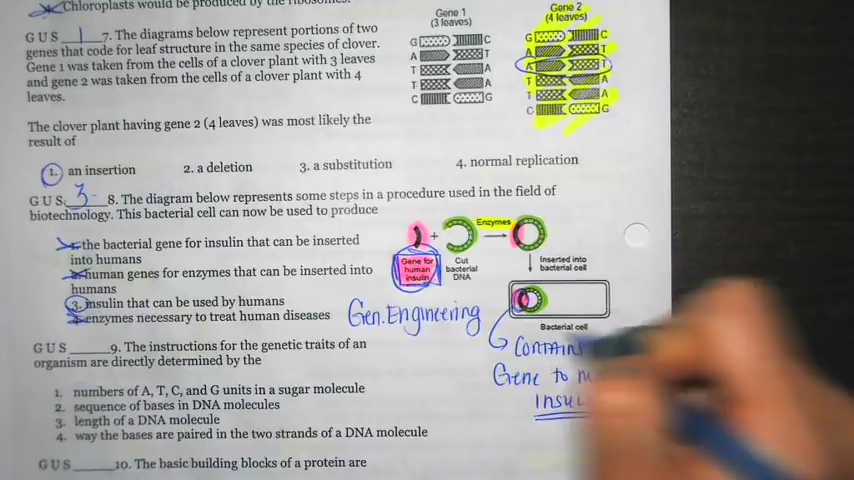 Chloroplasts would be produced by the ribosomes.
G U S 1 7. The diagrams below represent portions of two
genes that code for leaf structure in the same species of clover.
Gene 1 was taken from the cells of a clover plant with 3 leaves
and gene 2 was taken from the cells of a clover plant with 4
leaves.
Gene 1
(3 leaves)
G C
A T
T A
T A
C G
Gene 2
(4 leaves)
G C
A T
A T
T A
T A
C G
The clover plant having gene 2 (4 leaves) was most likely the
result of
1. an insertion 2. a deletion 3. a substitution 4. normal replication
G U S 3 8. The diagram below represents some steps in a procedure used in the field of
biotechnology. This bacterial cell can now be used to produce
1. the bacterial gene for insulin that can be inserted
into humans
2. human genes for enzymes that can be inserted into
humans
3. insulin that can be used by humans
4. enzymes necessary to treat human diseases
+
Enzymes
Gene for
human
insulin
Cut
bacterial
DNA
Inserted into
bacterial cell
Bacterial cell
Gen. Engineering
CONTAINS
Gene to
G U S 9. The instructions for the genetic traits of an
organism are directly determined by the
1. numbers of A, T, C, and G units in a sugar molecule
2. sequence of bases in DNA molecules
3. length of a DNA molecule
4. way the bases are paired in the two strands of a DNA molecule
G U S 10. The basic building blocks of a protein are